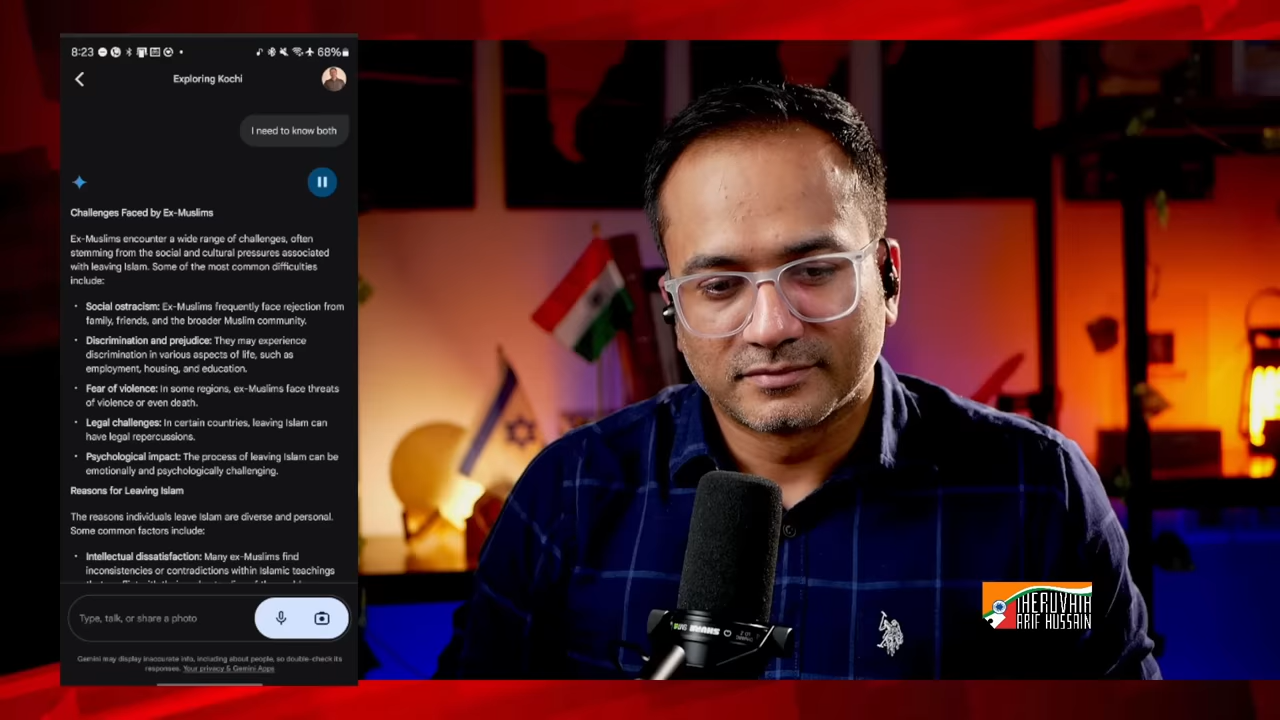 8:23
68%
Exploring Kochi
I need to know both
Challenges Faced by Ex-Muslims
Ex-Muslims encounter a wide range of challenges, often
stemming from the social and cultural pressures associated
with leaving Islam. Some of the most common difficulties
include:
• Social ostracism: Ex-Muslims frequently face rejection from
family, friends, and the broader Muslim community.
• Discrimination and prejudice: They may experience
discrimination in various aspects of life, such as
employment, housing, and education.
• Fear of violence: In some regions, ex-Muslims face threats
of violence or even death.
• Legal challenges: In certain countries, leaving Islam can
have legal repercussions.
• Psychological impact: The process of leaving Islam can be
emotionally and psychologically challenging.
Reasons for Leaving Islam
The reasons individuals leave Islam are diverse and personal.
Some common factors include:
• Intellectual dissatisfaction: Many ex-Muslims find
inconsistencies or contradictions within Islamic teachings
Type, talk, or share a photo
Gemini may display inaccurate info, including about people, so double-check its
responses. Your privacy & Gemini Apps
SHURE
THERUVATH
ARIF HUSSAIN